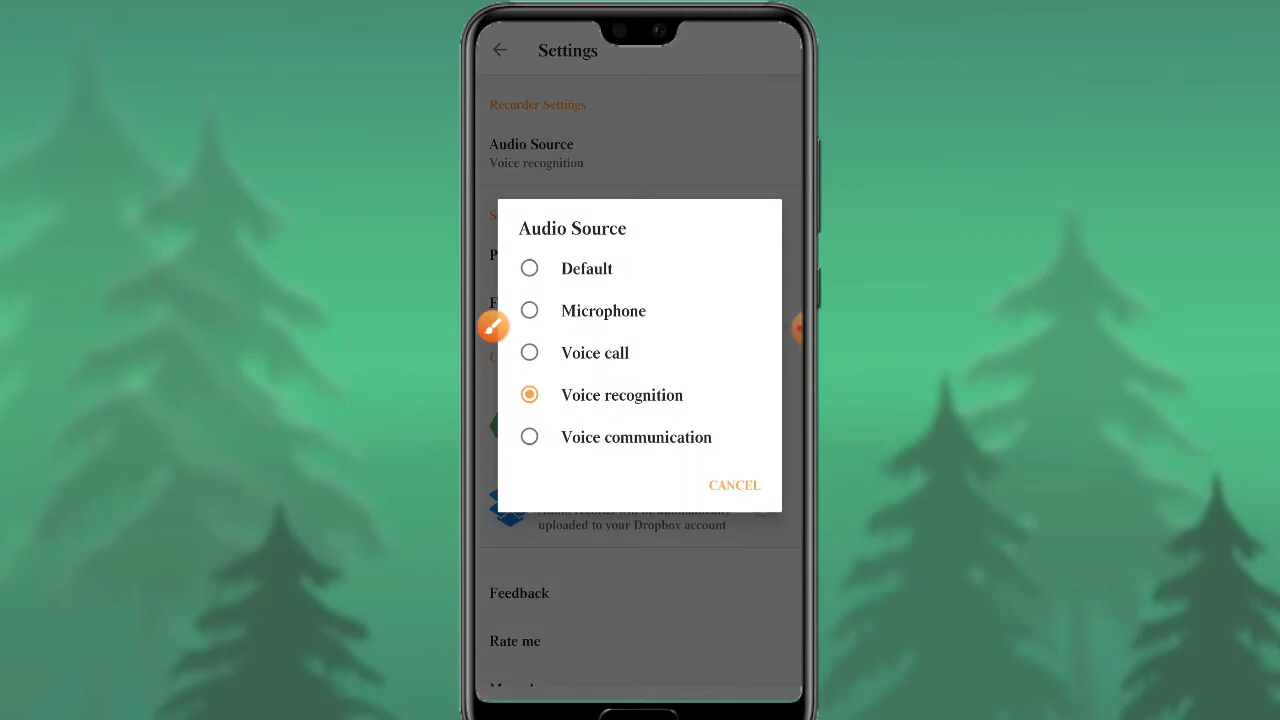 Settings
Recorder Settings
Audio Source
Voice recognition
Audio Source
Default
Microphone
Voice call
Voice recognition
Voice communication
CANCEL
uploaded to your Dropbox account
Feedback
Rate me